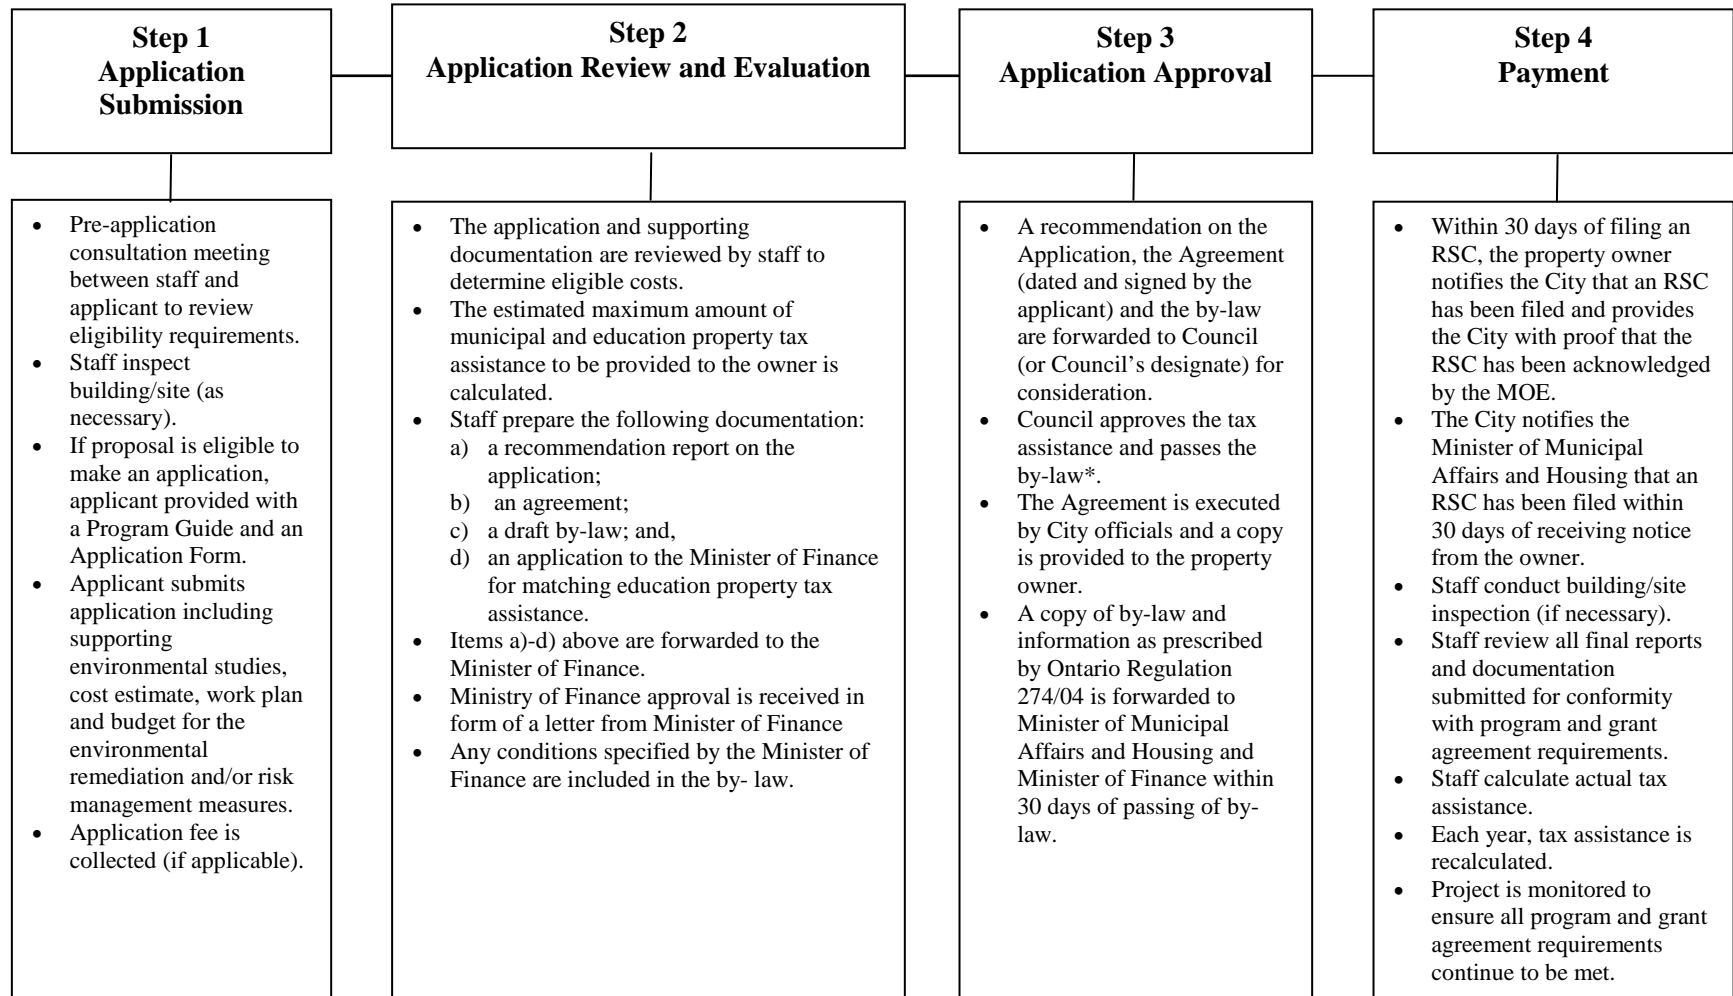 Step 1
Application
Submission
Step 2
Application Review and Evaluation
Step 3
Application Approval
Step 4
Payment
• Pre-application
consultation meeting
between staff and
applicant to review
eligibility requirements.
• Staff inspect
building/site (as
necessary).
• If proposal is eligible to
make an application,
applicant provided with
a Program Guide and an
Application Form.
• Applicant submits
application including
supporting
environmental studies,
cost estimate, work plan
and budget for the
environmental
remediation and/or risk
management measures.
• Application fee is
collected (if applicable).
• The application and supporting
documentation are reviewed by staff to
determine eligible costs.
• The estimated maximum amount of
municipal and education property tax
assistance to be provided to the owner is
calculated.
• Staff prepare the following documentation:
a) a recommendation report on the
application;
b) an agreement;
c) a draft by-law; and,
d) an application to the Minister of Finance
for matching education property tax
assistance.
• Items a)-d) above are forwarded to the
Minister of Finance.
• Ministry of Finance approval is received in
form of a letter from Minister of Finance
• Any conditions specified by the Minister of
Finance are included in the by- law.
• A recommendation on the
Application, the Agreement
(dated and signed by the
applicant) and the by-law
are forwarded to Council
(or Council’s designate) for
consideration.
• Council approves the tax
assistance and passes the
by-law*.
• The Agreement is executed
by City officials and a copy
is provided to the property
owner.
• A copy of by-law and
information as prescribed
by Ontario Regulation
274/04 is forwarded to
Minister of Municipal
Affairs and Housing and
Minister of Finance within
30 days of passing of by-
law.
• Within 30 days of filing an
RSC, the property owner
notifies the City that an RSC
has been filed and provides
the City with proof that the
RSC has been acknowledged
by the MOE.
• The City notifies the
Minister of Municipal
Affairs and Housing that an
RSC has been filed within
30 days of receiving notice
from the owner.
• Staff conduct building/site
inspection (if necessary).
• Staff review all final reports
and documentation
submitted for conformity
with program and grant
agreement requirements.
• Staff calculate actual tax
assistance.
• Each year, tax assistance is
recalculated.
• Project is monitored to
ensure all program and grant
agreement requirements
continue to be met.